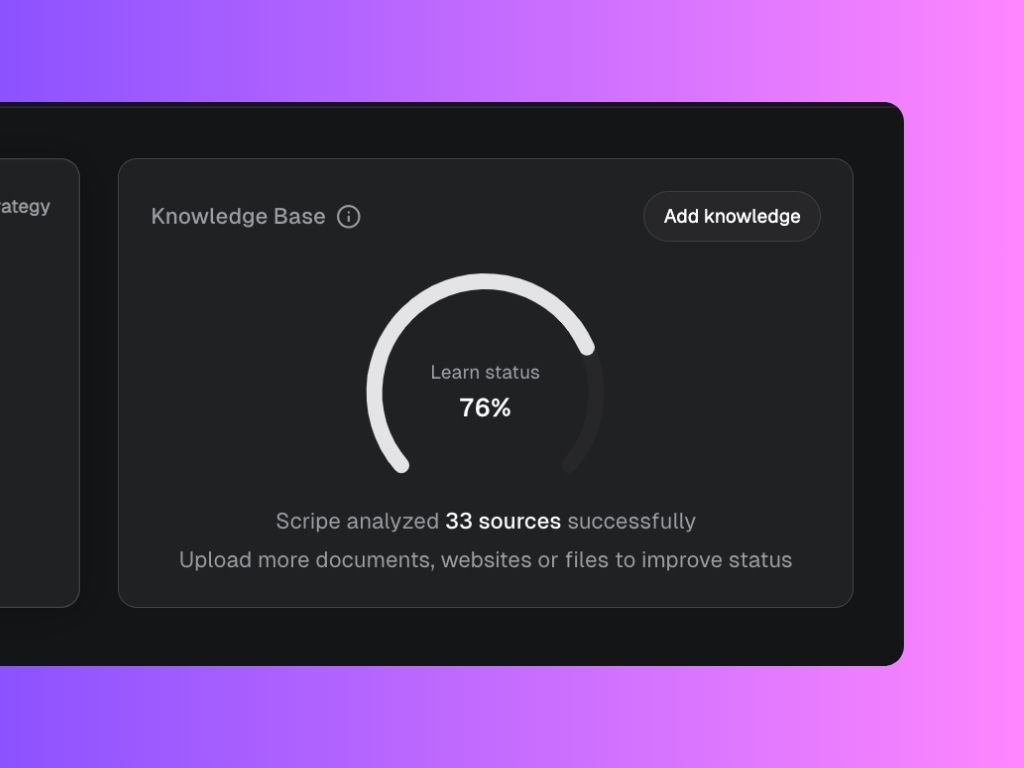 Knowledge Base
Add knowledge
Learn status
76%
Scripe analyzed 33 sources successfully
Upload more documents, websites or files to improve status